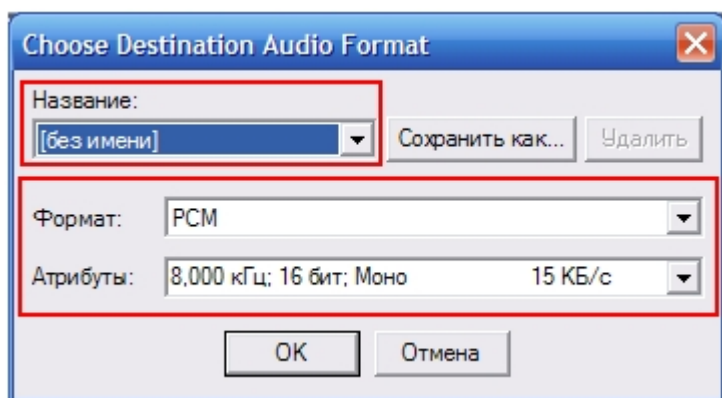 Choose Destination Audio Format
Название:
[без имени]
Сохранить как...
Удалить
Формат:
PCM
Атрибуты:
8,000 кГц; 16 бит; Моно 15 КБ/с
OK
Отмена